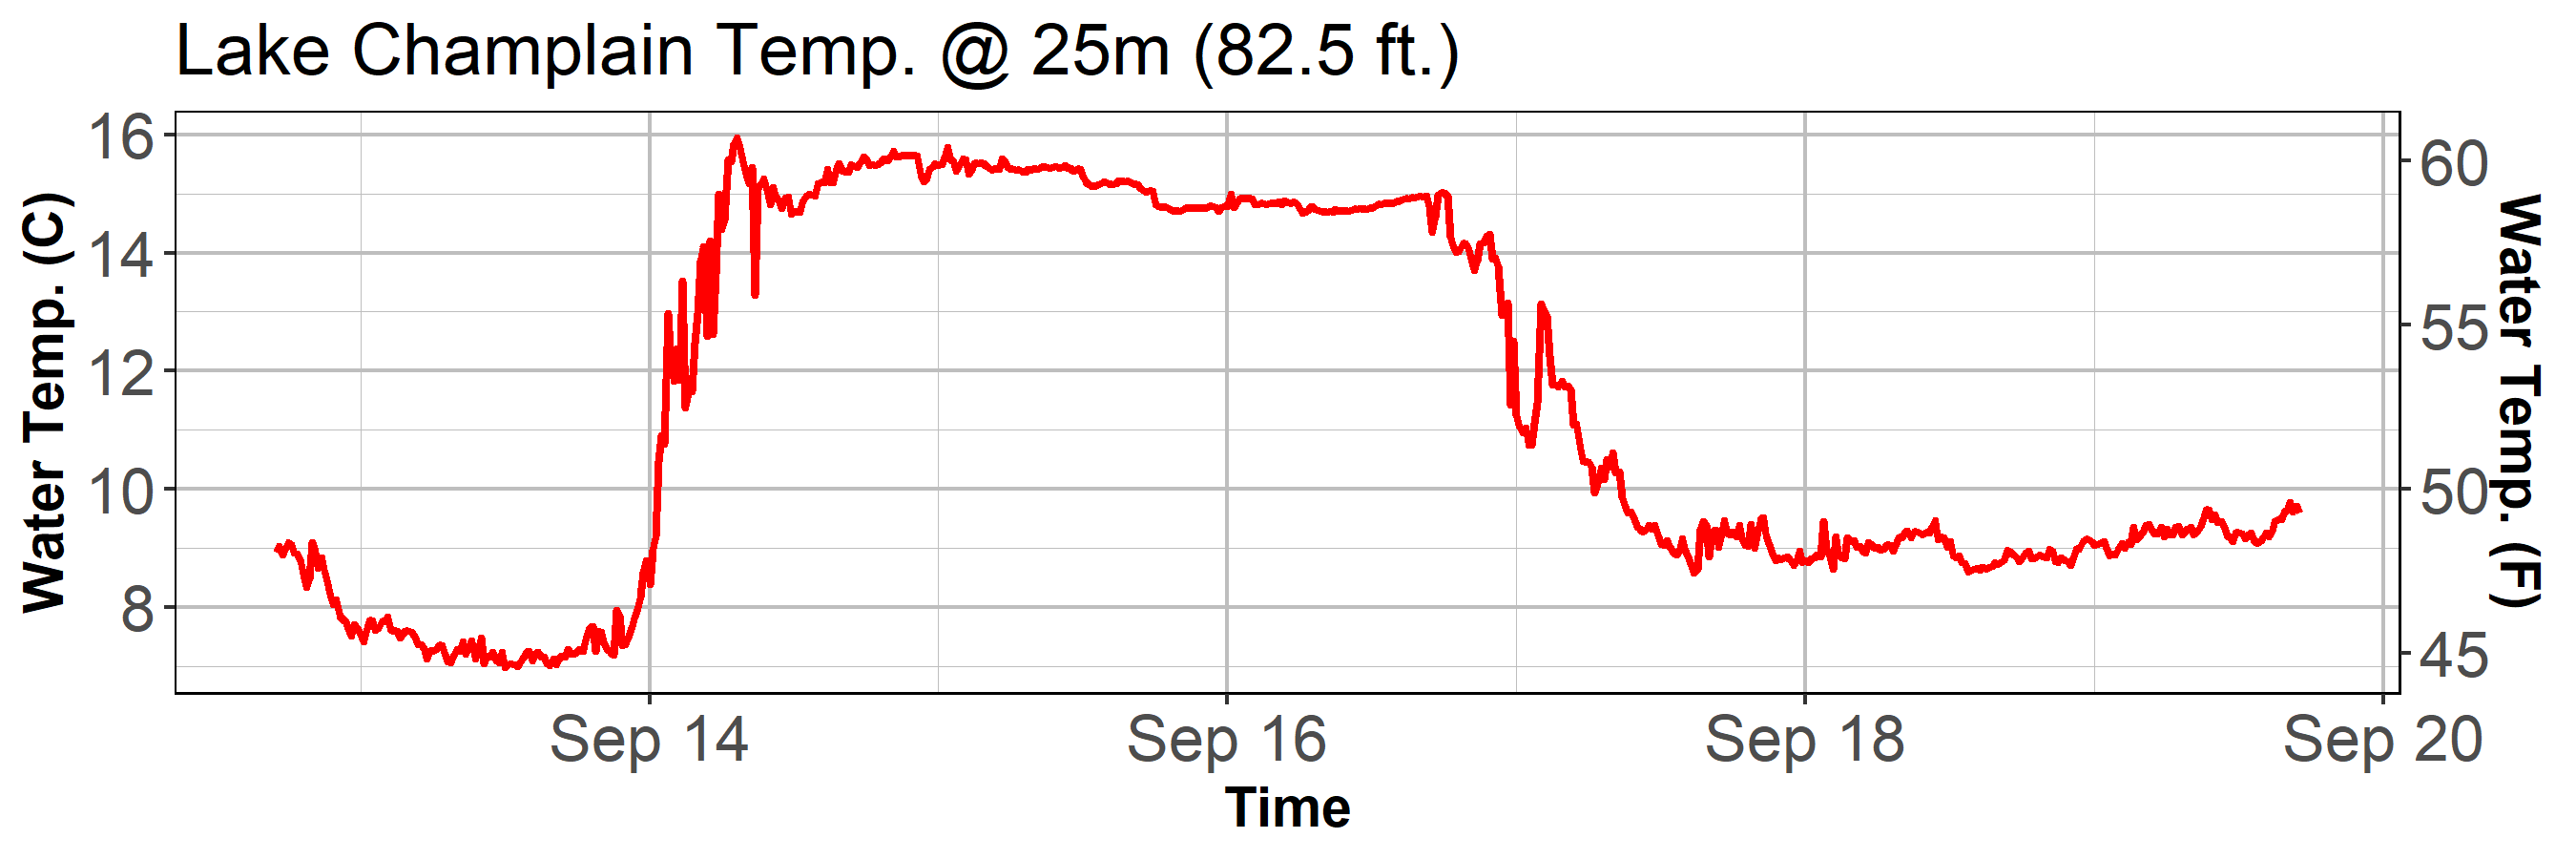 Lake Champlain Temp. @ 25m (82.5 ft.)
Water Temp. (C)
16
14
12
10
8
60
55
50
45
Water Temp. (F)
Sep 14
Sep 16
Sep 18
Sep 20
Time